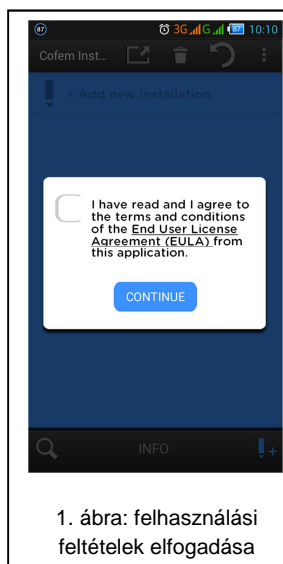 87 3G G 87 10:10
Cofem Inst...
+ Add new Installation
I have read and I agree to
the terms and conditions
of the End User License
Agreement (EULA) from
this application.
CONTINUE
INFO
1. ábra: felhasználási
feltételek elfogadása